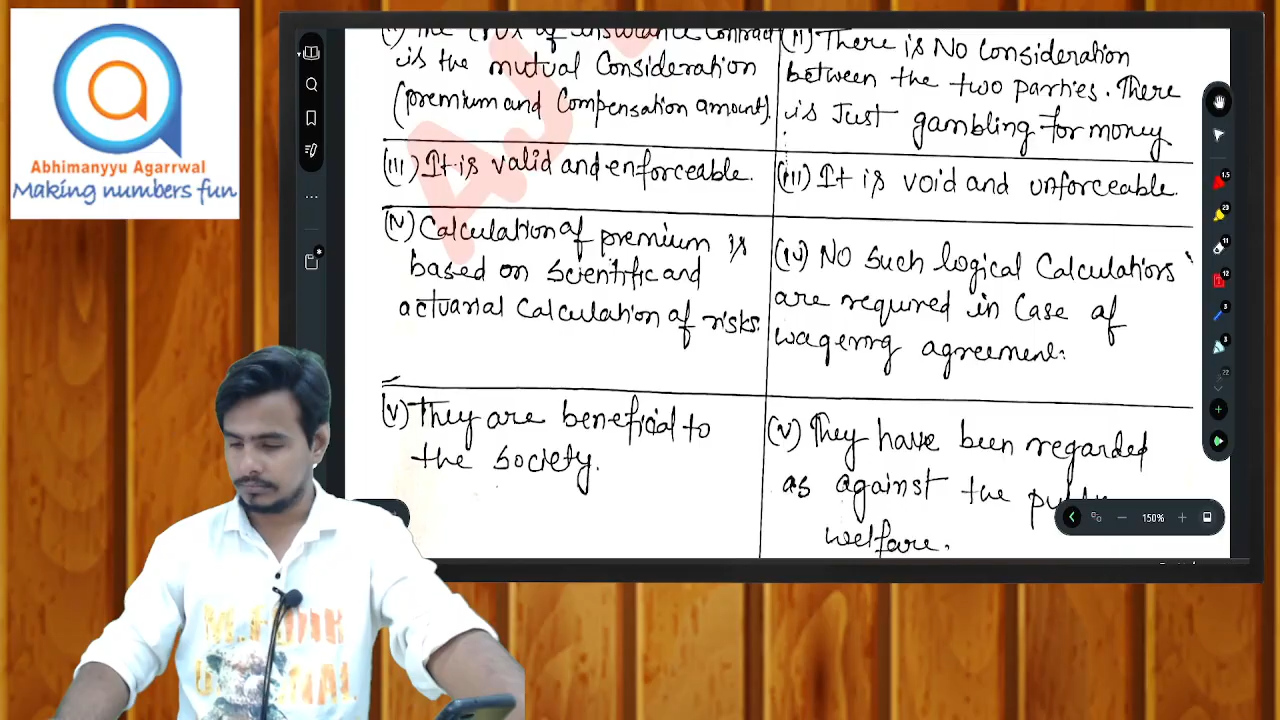 Abhimanyyu Agarrwal
Making numbers fun
is the mutual Consideration
(premium and Compensation amount).
(II) There is No Consideration
between the two parties. There
is Just gambling for money
(III) It is valid and enforceable.
(III) It is void and unforceable.
(IV) Calculation of premium is
based on scientific and
actuarial Calculation of risks.
(IV) No such logical Calculations
are required in Case of
wagering agreement.
(V) They are beneficial to
the society.
(V) They have been regarded
as against the
welfare.
150%